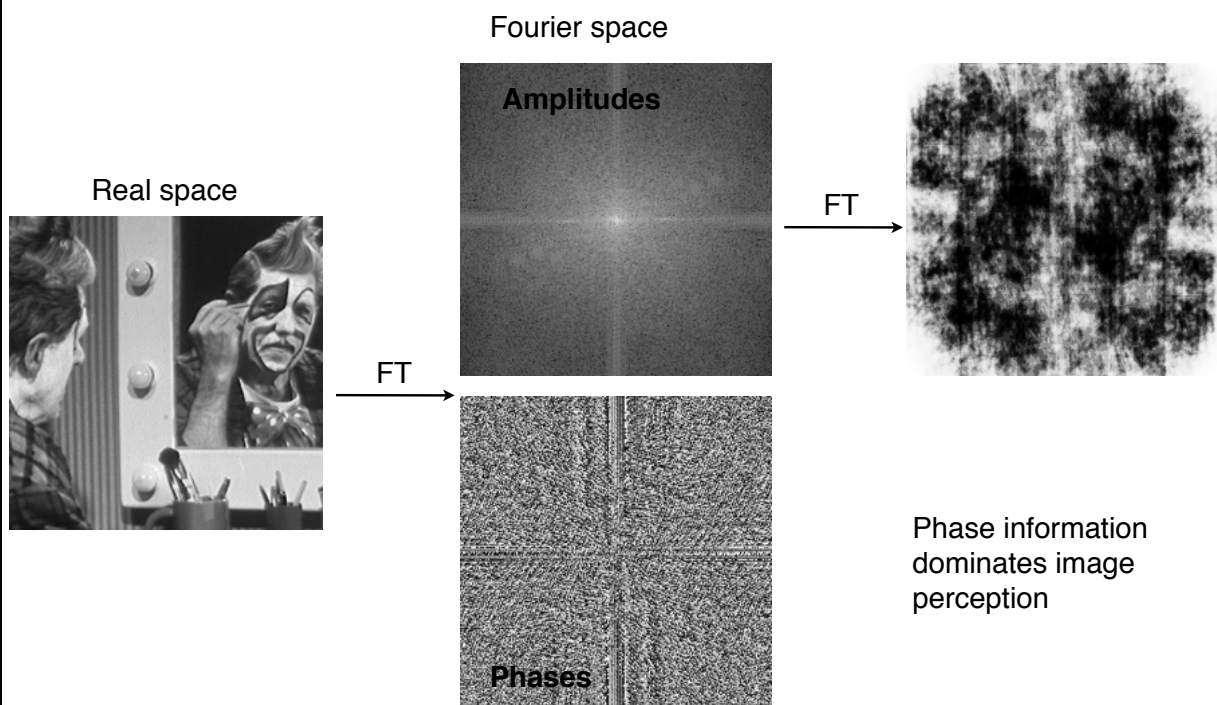 Fourier space
Amplitudes
Real space
FT
FT
Phases
Phase information
dominates image
perception